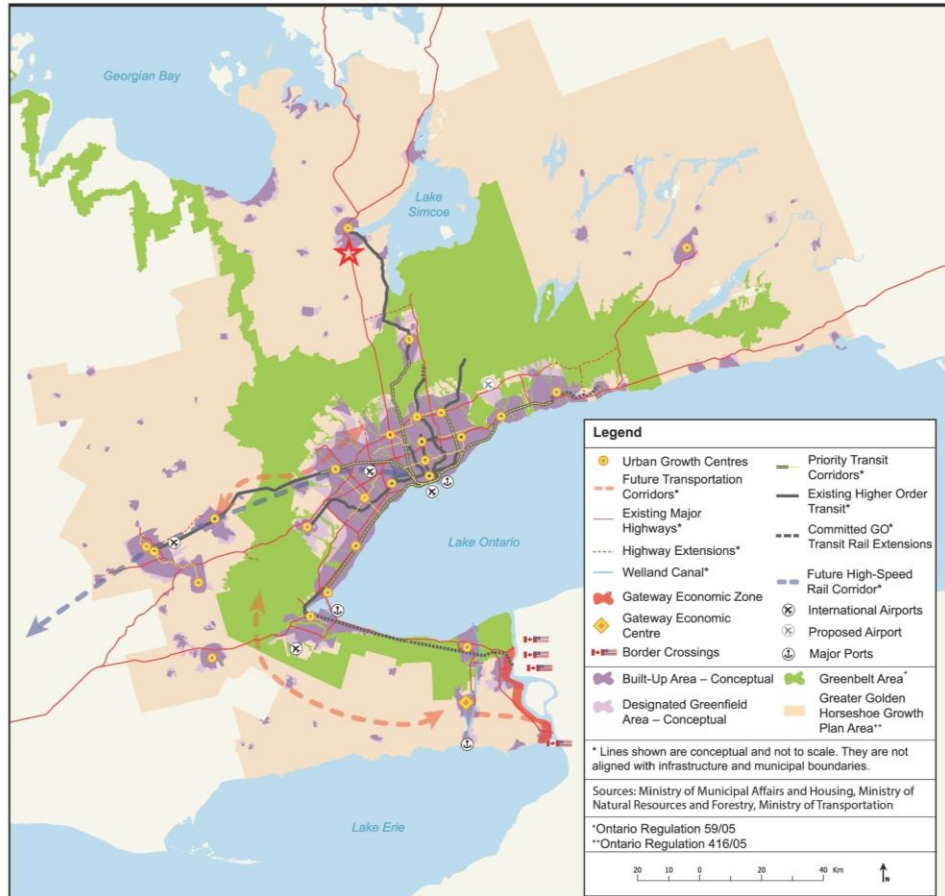 Georgian Bay
Lake
Simcoe
Lake Ontario
Lake Erie
Legend
Urban Growth Centres
Future Transportation
Corridors*
Existing Major
Highways*
Highway Extensions*
Welland Canal*
Gateway Economic Zone
Gateway Economic
Centre
Border Crossings
Priority Transit
Corridors*
Existing Higher Order
Transit*
Committed GO*
Transit Rail Extensions
Future High-Speed
Rail Corridor*
International Airports
Proposed Airport
Major Ports
Built-Up Area – Conceptual
Designated Greenfield
Area – Conceptual
Greenbelt Area*
Greater Golden
Horseshoe Growth
Plan Area++
* Lines shown are conceptual and not to scale. They are not
aligned with infrastructure and municipal boundaries.
Sources: Ministry of Municipal Affairs and Housing, Ministry of
Natural Resources and Forestry, Ministry of Transportation
+Ontario Regulation 59/05
++Ontario Regulation 416/05
20 10 0 20 40 Km
N